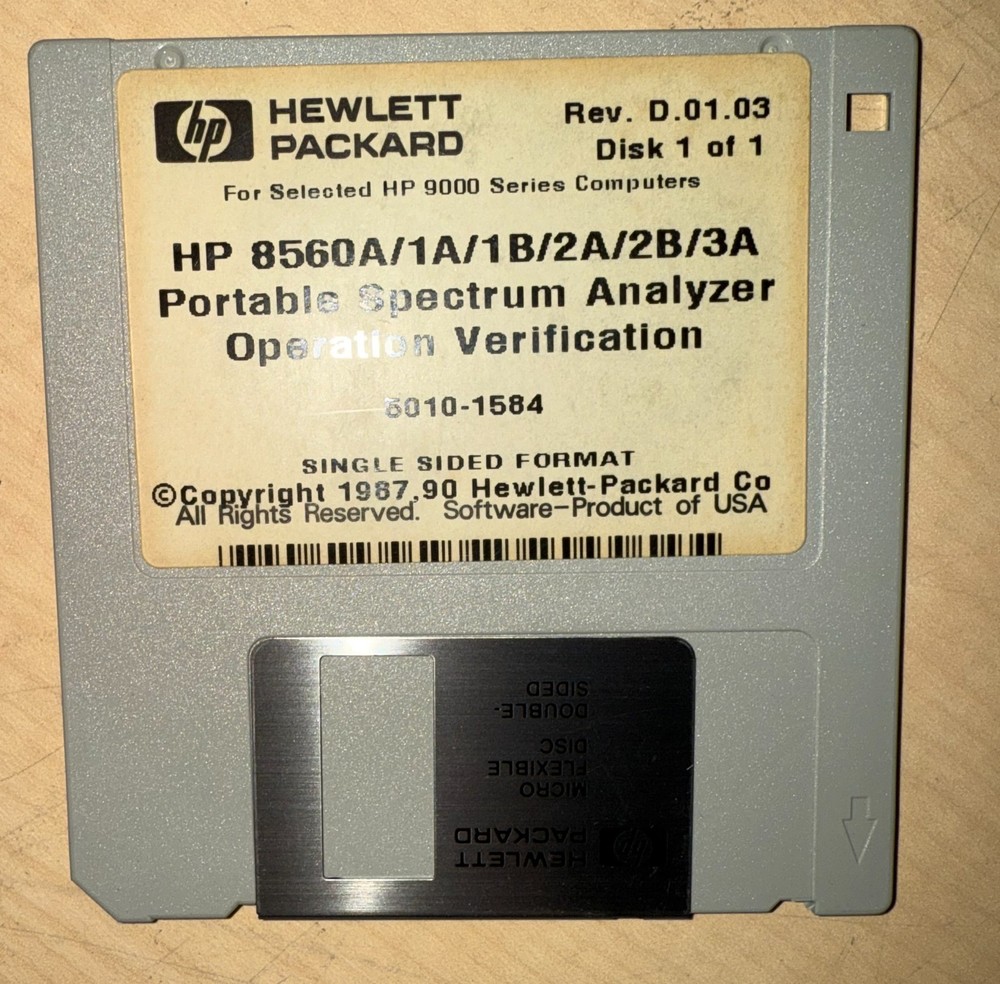 hp HEWLETT
PACKARD
Rev. D.01.03
Disk 1 of 1
For Selected HP 9000 Series Computers
HP 8560A/1A/1B/2A/2B/3A
Portable Spectrum Analyzer
Operation Verification
5010-1584
SINGLE SIDED FORMAT
©Copyright 1987,90 Hewlett-Packard Co
All Rights Reserved. Software-Product of USA
hp HEWLETT
PACKARD
MICRO
FLEXIBLE
DISC
DOUBLE-
SIDED